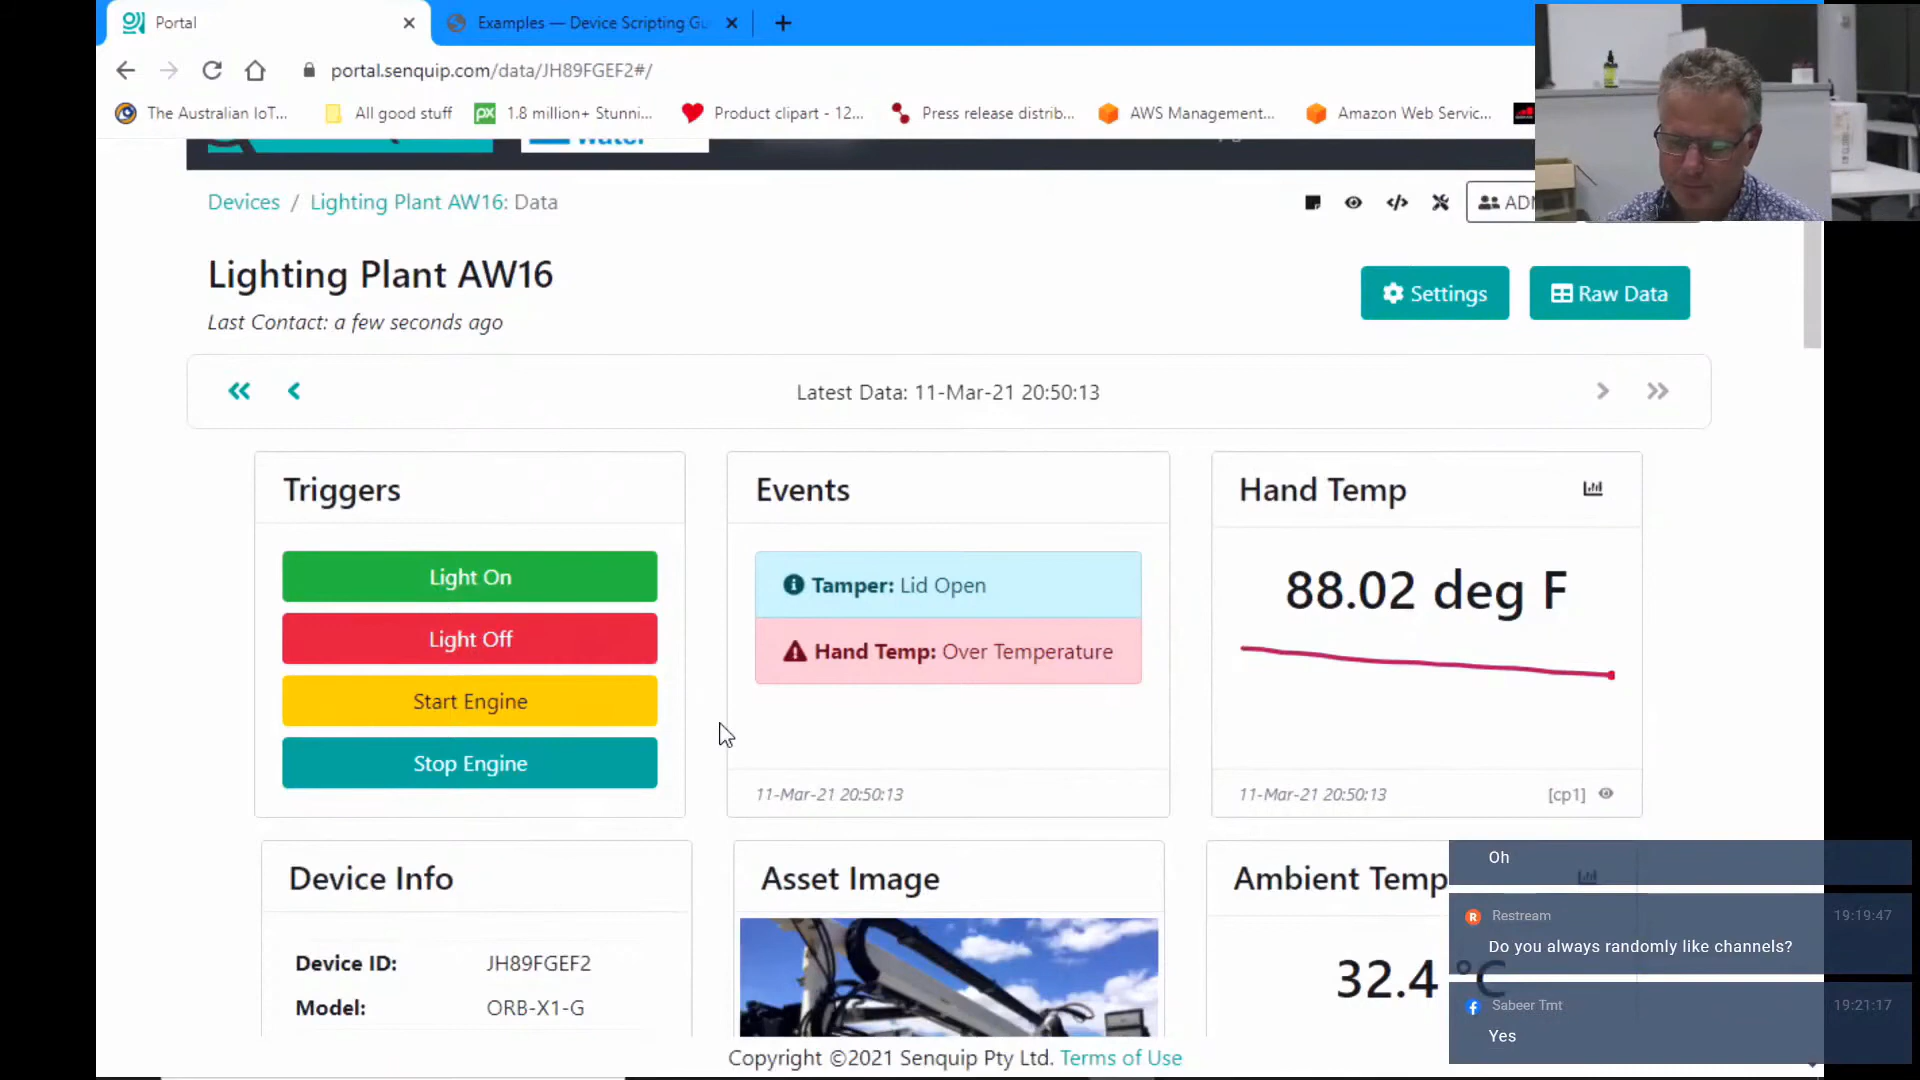 Portal
Examples — Device Scripting Gu
portal.senquip.com/data/JH89FGEF2#/
The Australian IoT...
All good stuff
px
1.8 million+ Stunni...
Product clipart - 12...
Press release distrib...
AWS Management...
Amazon Web Servic...
water
Devices / Lighting Plant AW16: Data
ADM
Lighting Plant AW16
Last Contact: a few seconds ago
Settings
Raw Data
Latest Data: 11-Mar-21 20:50:13
Triggers
Light On
Light Off
Start Engine
Stop Engine
Events
Tamper: Lid Open
Hand Temp: Over Temperature
11-Mar-21 20:50:13
Hand Temp
88.02 deg F
11-Mar-21 20:50:13
[cp1]
Device Info
Device ID: JH89FGEF2
Model: ORB-X1-G
Asset Image
Ambient Temp
32.4 °C
Oh
R Restream 19:19:47
Do you always randomly like channels?
Sabeer Tmt 19:21:17
Yes
Copyright ©2021 Senquip Pty Ltd. Terms of Use